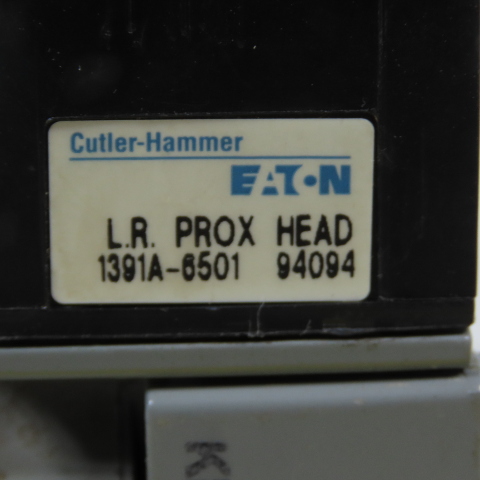 Cutler-Hammer
EATON
L.R. PROX HEAD
1391A-6501 94094
K